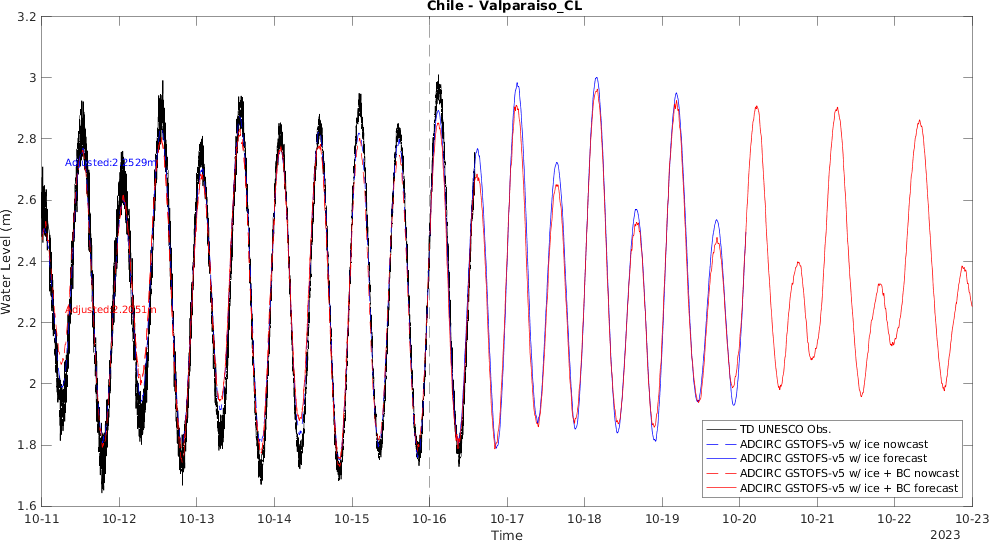 Chile - Valparaiso_CL
Water Level (m)
3.2
3
2.8
2.6
2.4
2.2
2
1.8
1.6
Adjusted:2.2529m
Adjusted:2.2051m
TD UNESCO Obs.
ADCIRC GSTOFS-v5 w/ ice nowcast
ADCIRC GSTOFS-v5 w/ ice forecast
ADCIRC GSTOFS-v5 w/ ice + BC nowcast
ADCIRC GSTOFS-v5 w/ ice + BC forecast
10-11 10-12 10-13 10-14 10-15 10-16 10-17 10-18 10-19 10-20 10-21 10-22 10-23
Time
2023